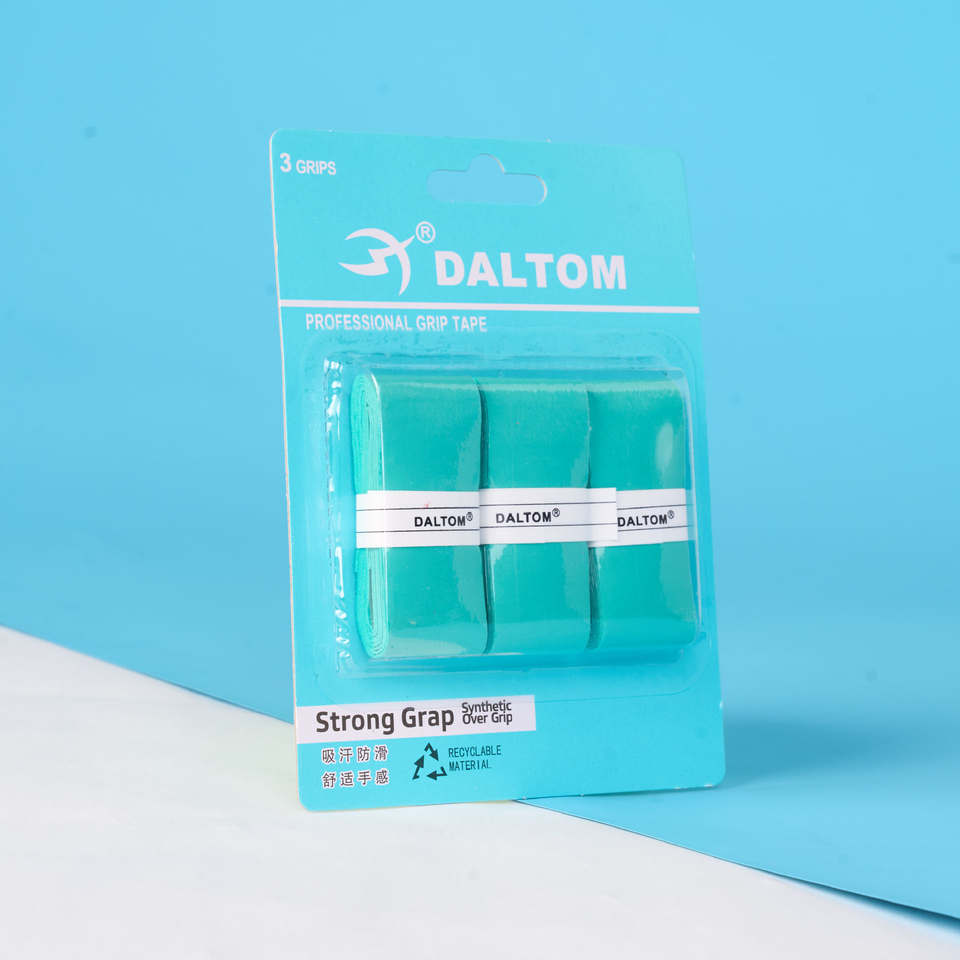 3 GRIPS
® DALTOM
PROFESSIONAL GRIP TAPE
DALTOM® DALTOM® DALTOM®
Strong Grap Synthetic
Over Grip
吸汗防滑
舒适手感
RECYCLABLE
MATERIAL